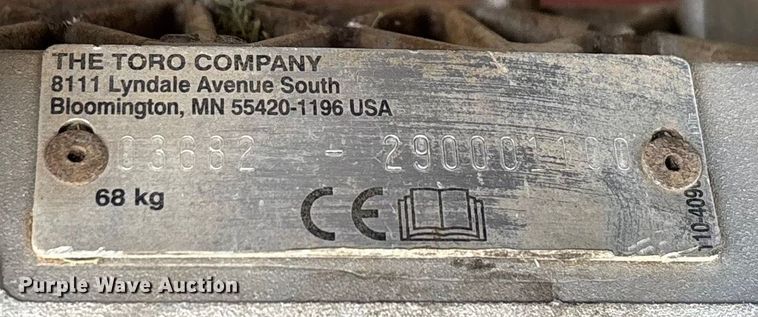 THE TORO COMPANY
8111 Lyndale Avenue South
Bloomington, MN 55420-1196 USA
03682 -
68 kg
CE
Purple Wave Auction